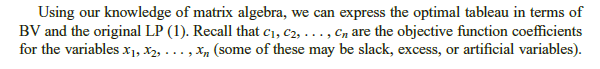 Using our knowledge of matrix algebra, we can express the optimal tableau in terms of
BV and the original LP (1). Recall that c₁, c₂, . . . , cₙ are the objective function coefficients
for the variables x₁, x₂, . . . , xₙ (some of these may be slack, excess, or artificial variables).